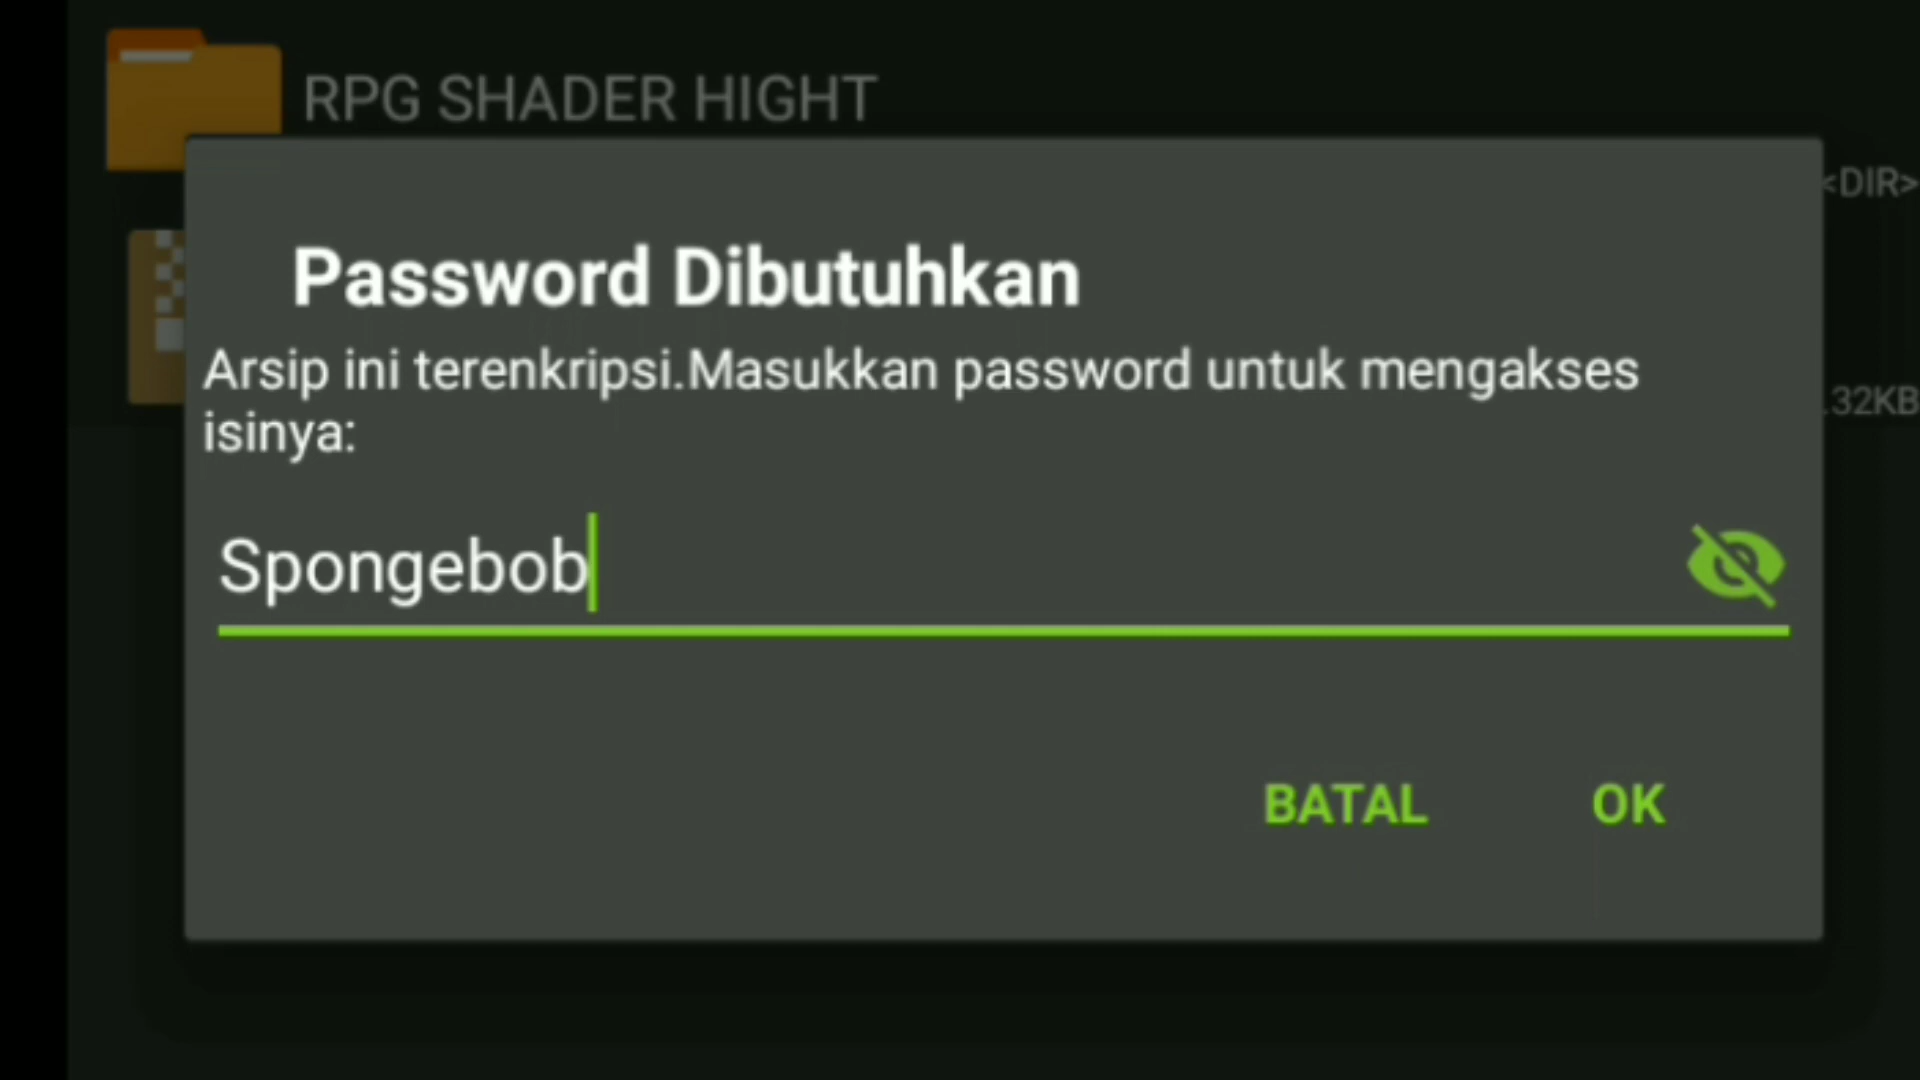 RPG SHADER HIGHT
<DIR>
Password Dibutuhkan
Arsip ini terenkripsi.Masukkan password untuk mengakses
isinya:
.32KB
Spongebob
BATAL OK